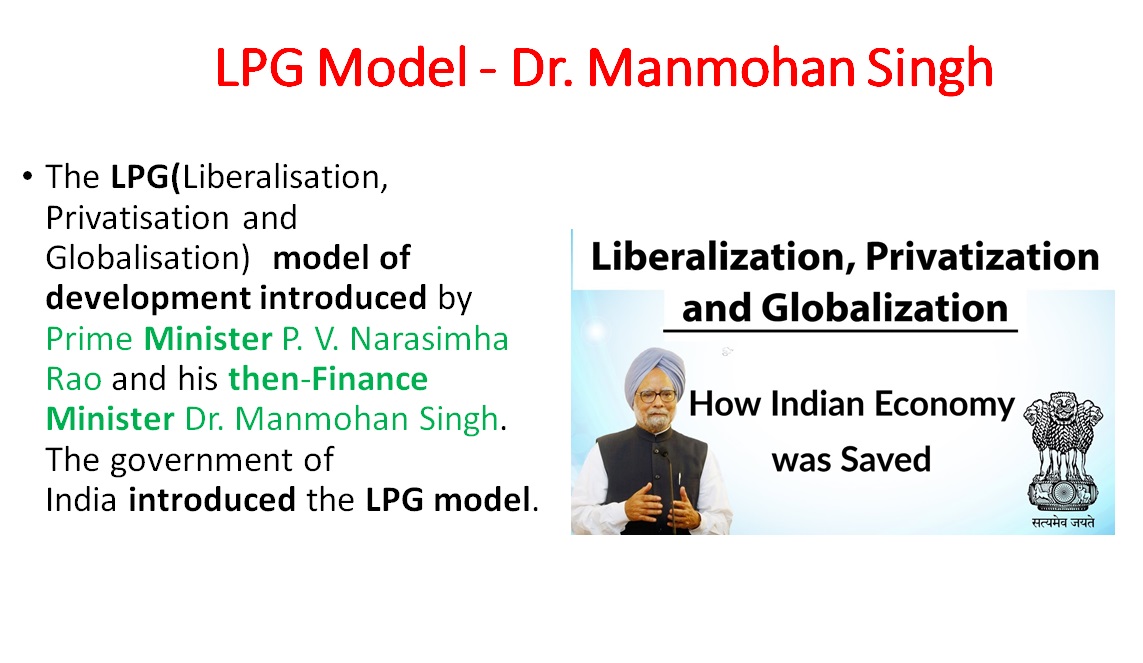 LPG Model - Dr. Manmohan Singh
• The LPG(Liberalisation,
Privatisation and
Globalisation) model of
development introduced by
Prime Minister P. V. Narasimha
Rao and his then-Finance
Minister Dr. Manmohan Singh.
The government of
India introduced the LPG model.
Liberalization, Privatization
and Globalization
How Indian Economy
was Saved
सत्यमेव जयते